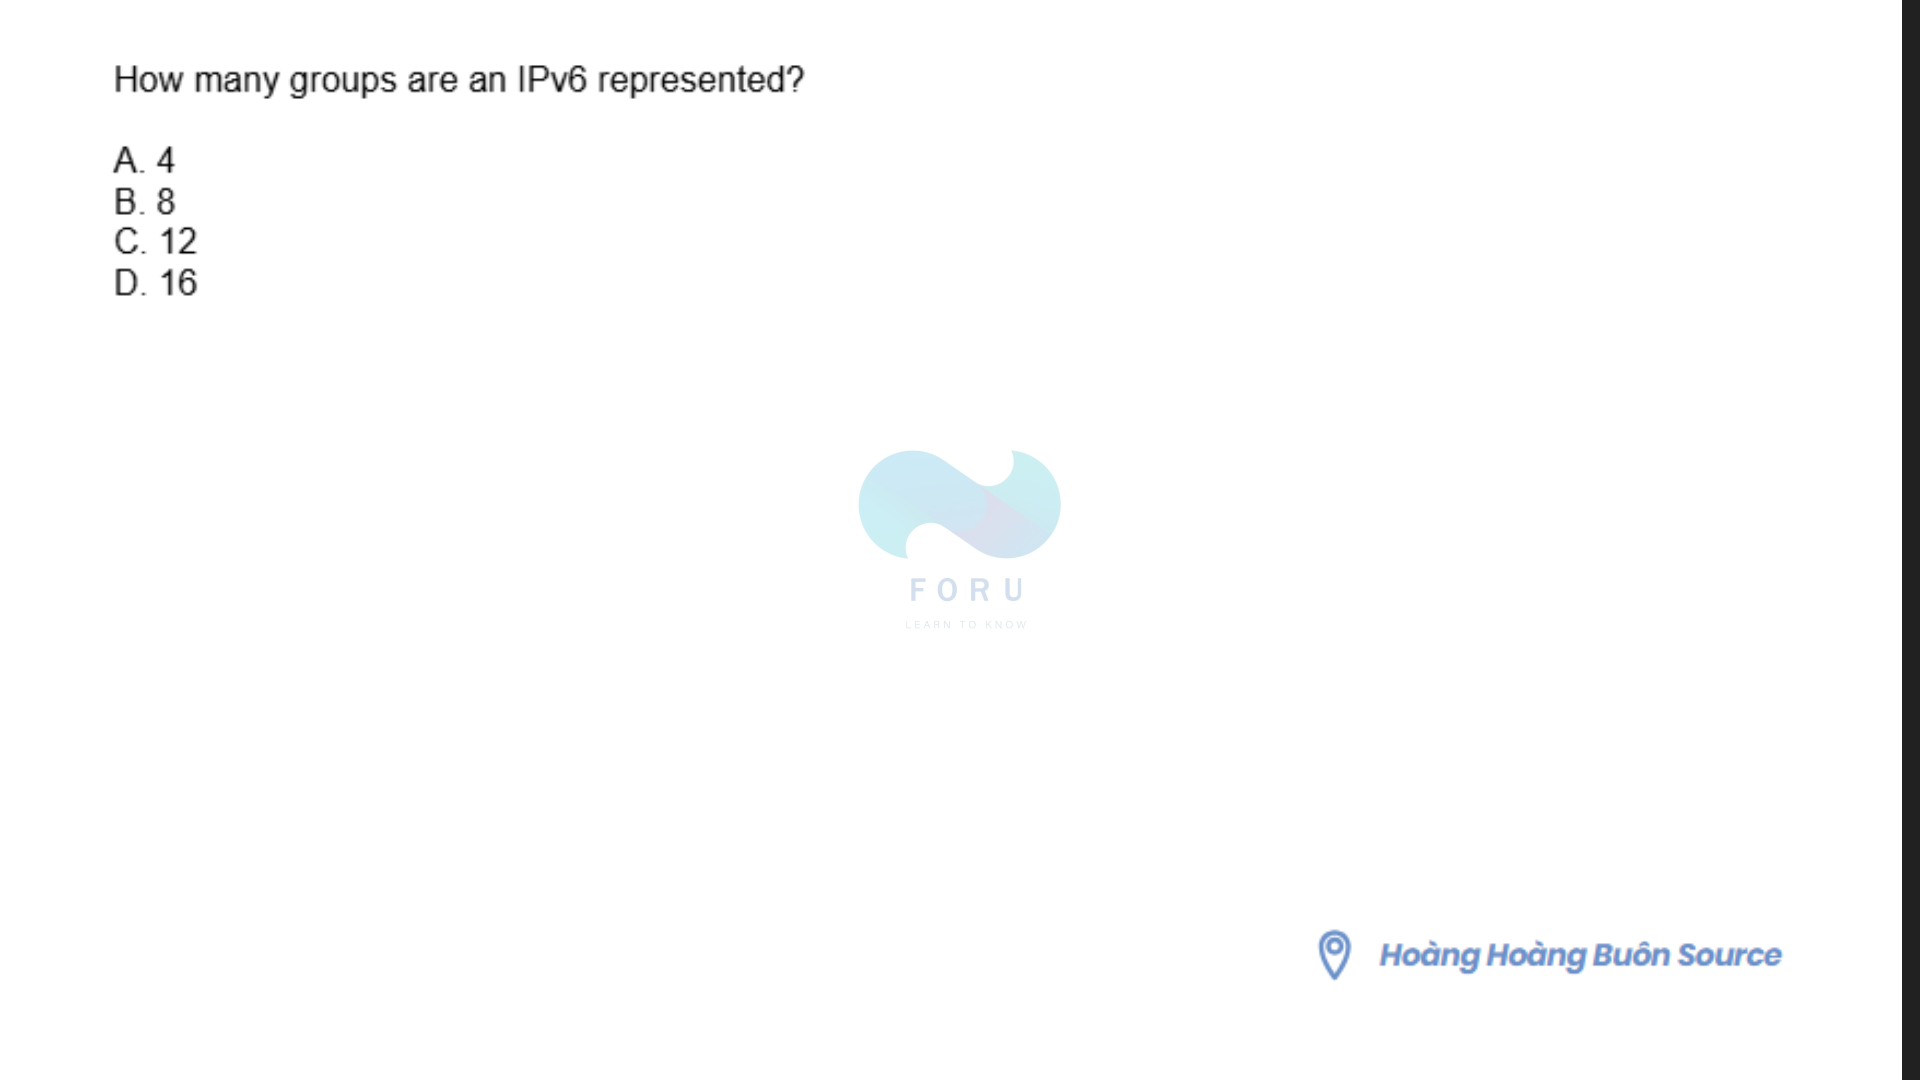 How many groups are an IPv6 represented?
A. 4
B. 8
C. 12
D. 16
FORU
LEARN TO KNOW
Hoàng Hoàng Buôn Source